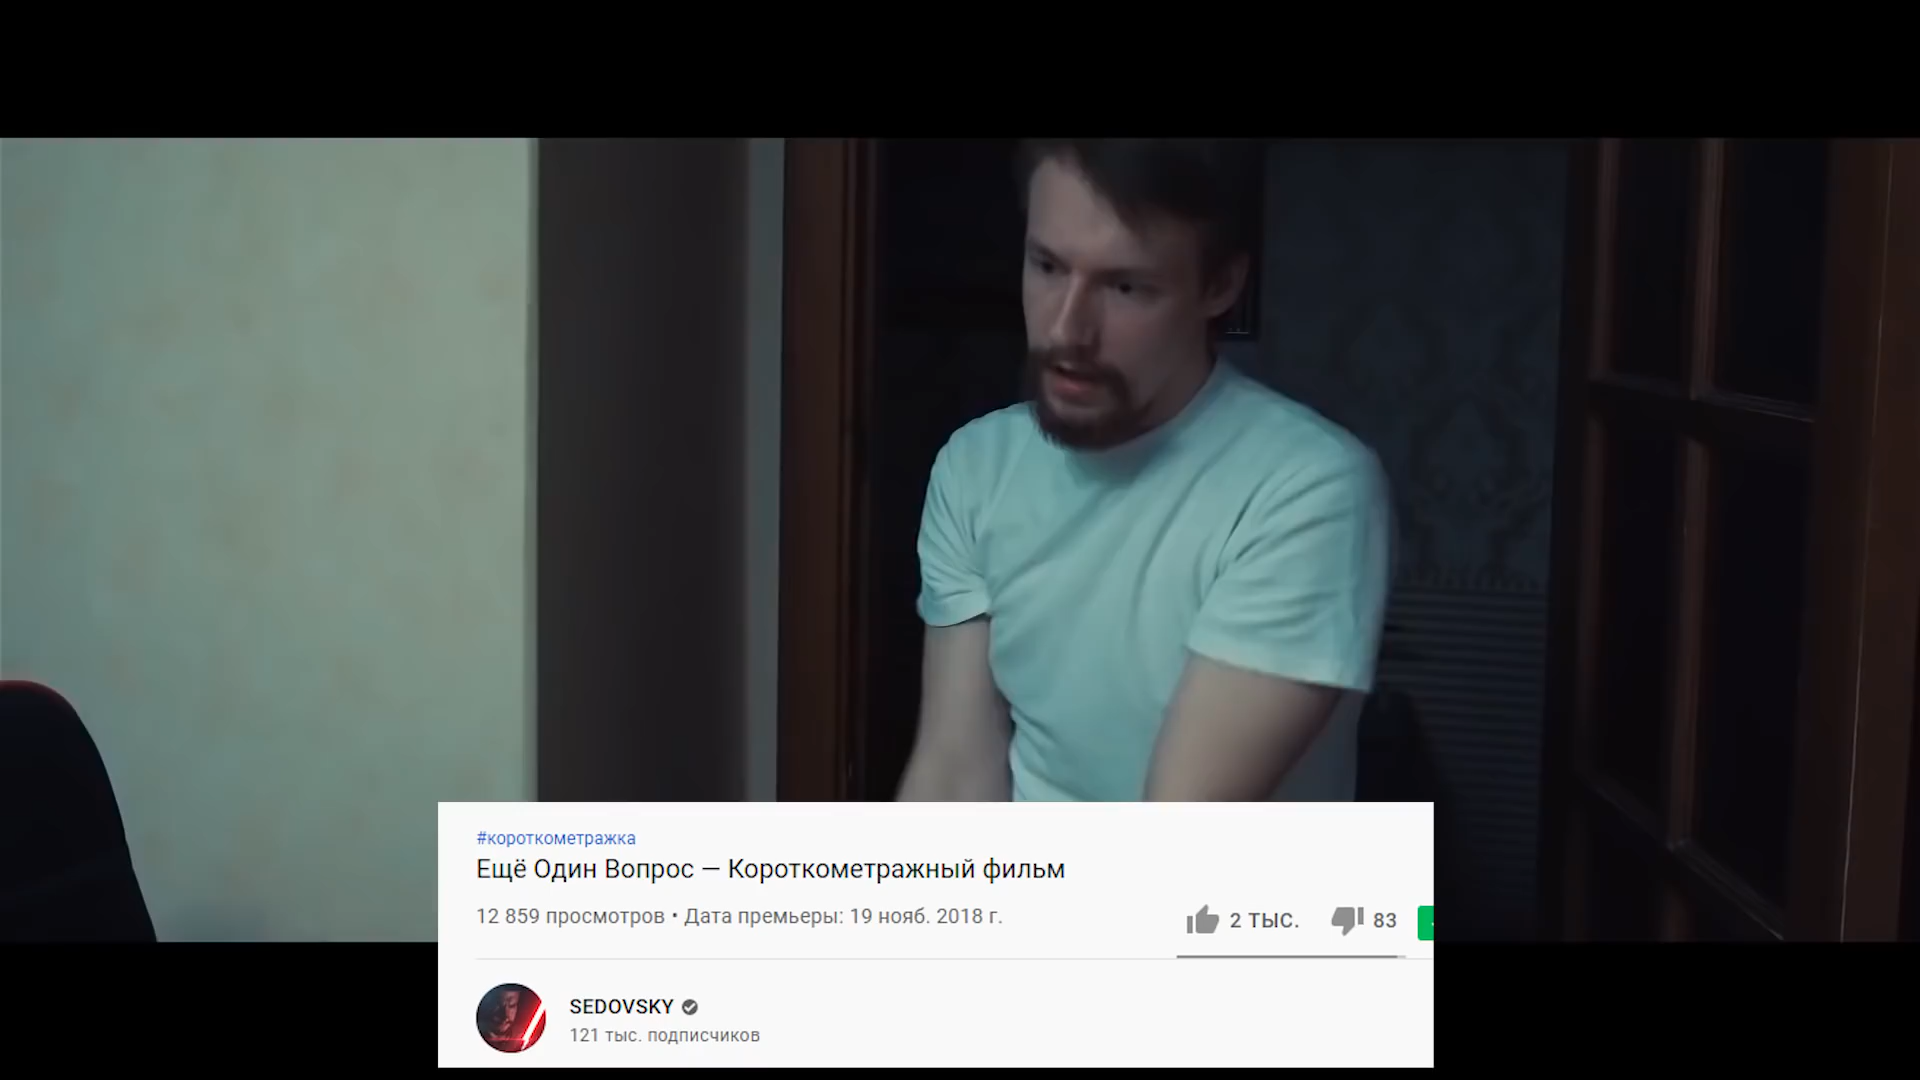 #короткометражка
Ещё Один Вопрос — Короткометражный фильм
12 859 просмотров • Дата премьеры: 19 нояб. 2018 г.
2 ТЫС. 83
SEDOVSKY
121 тыс. подписчиков